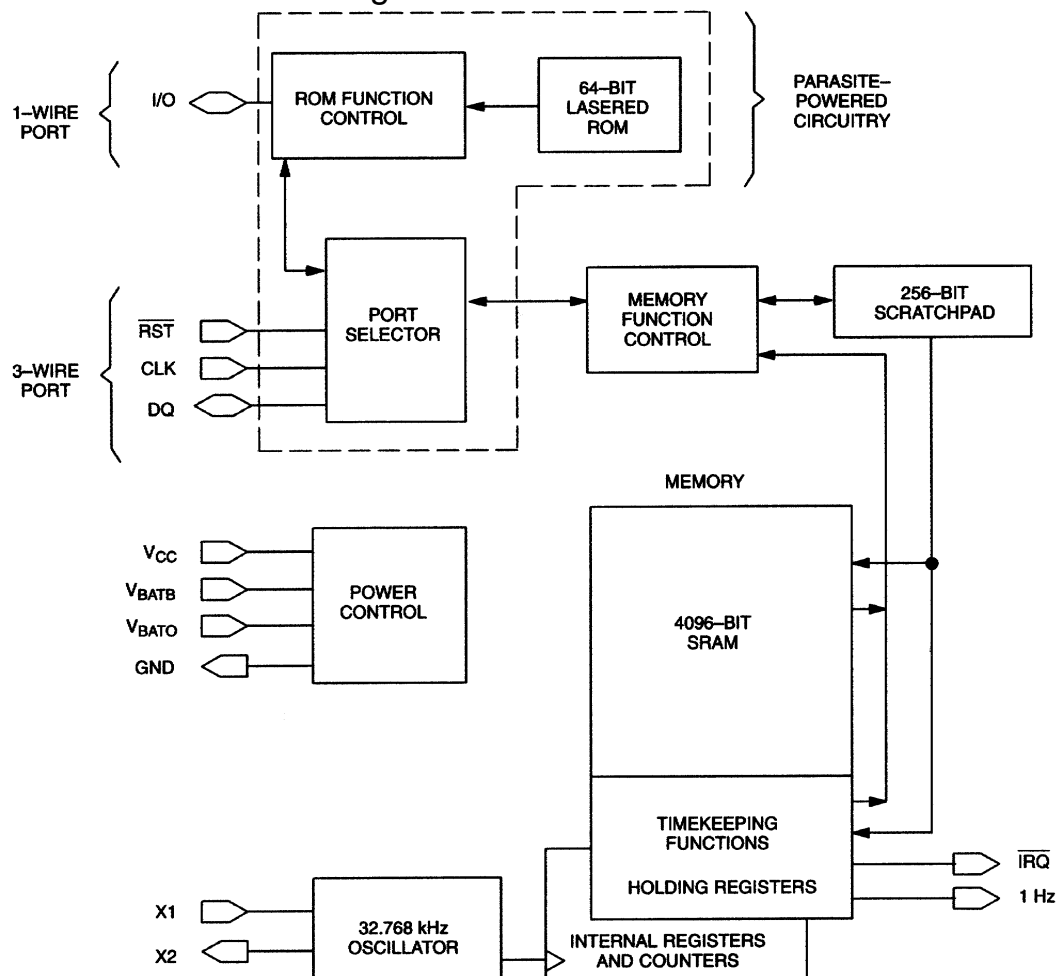 1–WIRE
PORT
I/O
ROM FUNCTION
CONTROL
64–BIT
LASERED
ROM
PARASITE–
POWERED
CIRCUITRY
3–WIRE
PORT
RST
CLK
DQ
PORT
SELECTOR
MEMORY
FUNCTION
CONTROL
256–BIT
SCRATCHPAD
MEMORY
VCC
VBATB
VBATO
GND
POWER
CONTROL
4096–BIT
SRAM
TIMEKEEPING
FUNCTIONS
HOLDING REGISTERS
IRQ
1 Hz
X1
X2
32.768 kHz
OSCILLATOR
INTERNAL REGISTERS
AND COUNTERS